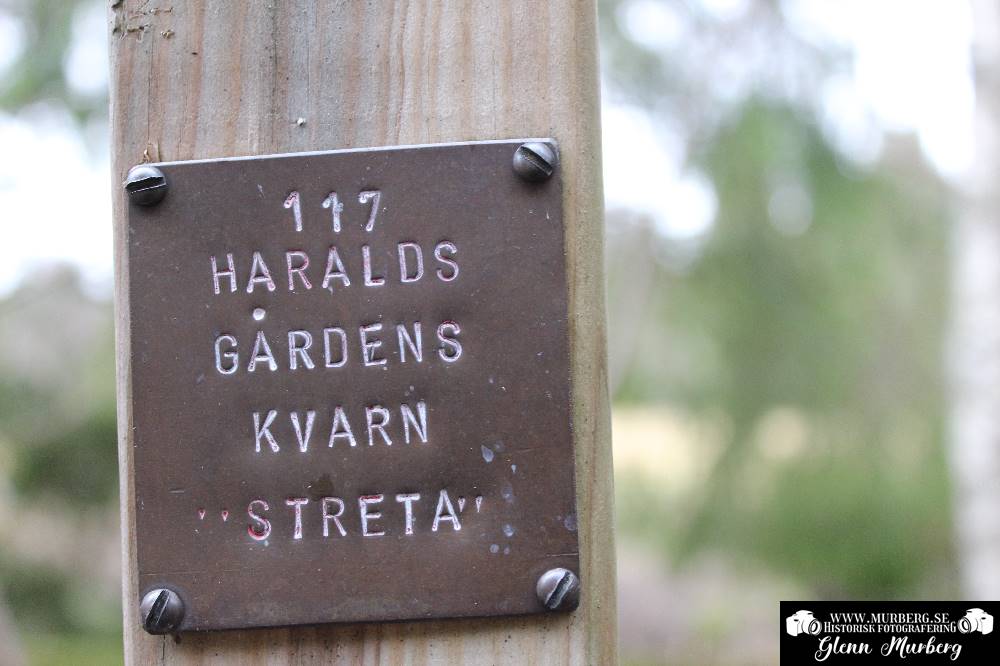 117
HARALDS
GÅRDENS
KVARN
"STRETA"
WWW.MURBERG.SE
HISTORISK FOTOGRAFERING
Glenn Murberg